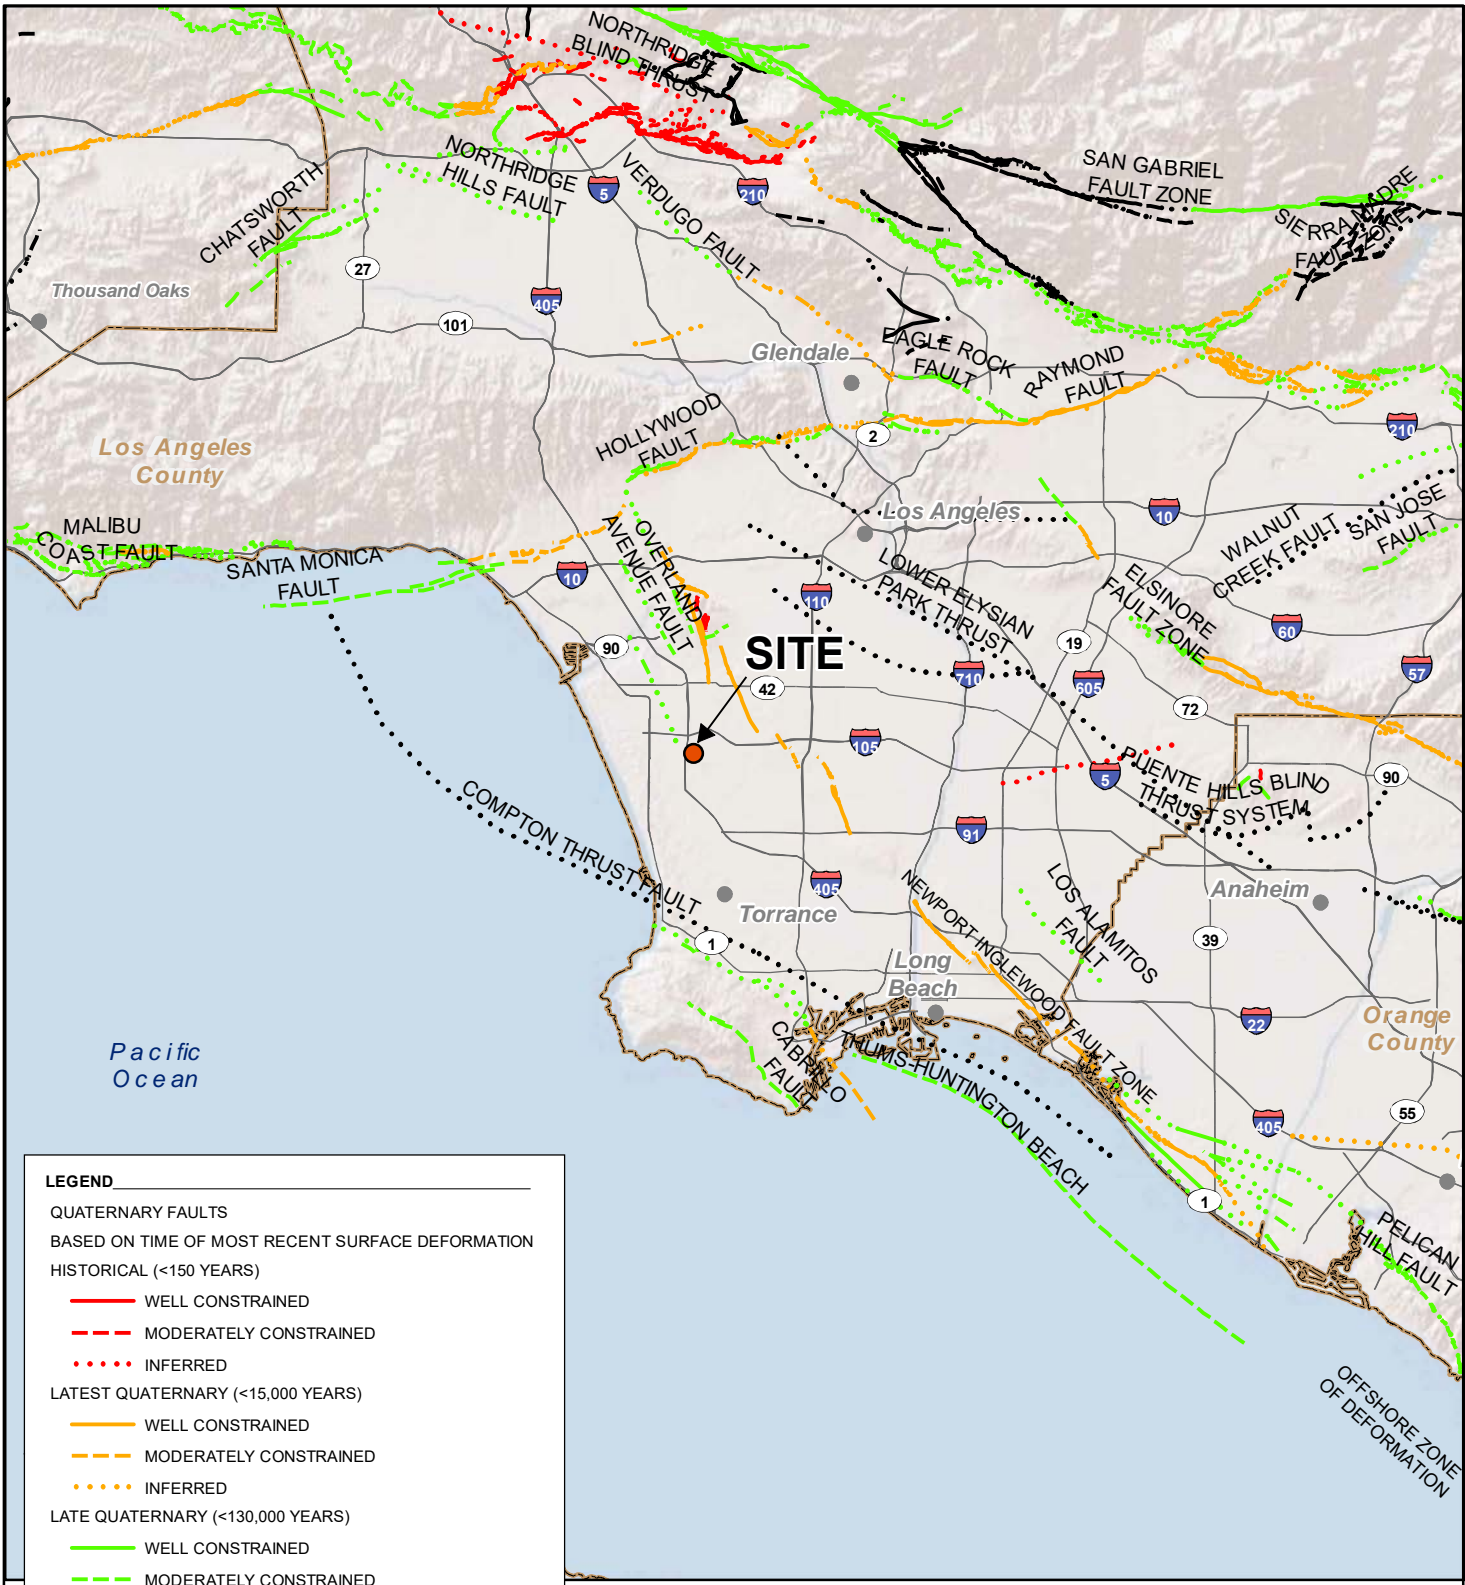 NORTHRIDGE
BLIND THRUST
SAN GABRIEL
FAULT ZONE
NORTHRIDGE
HILLS FAULT
5
VERDUGO FAULT
210
CHATSWORTH
FAULT
SIERRA MADRE
FAULT ZONE
27
Thousand Oaks
405
101
Glendale
EAGLE ROCK
FAULT
RAYMOND
FAULT
HOLLYWOOD
FAULT
2
210
Los Angeles
County
Los Angeles
10
WALNUT
CREEK FAULT
SAN JOSE
FAULT
MALIBU
COAST FAULT
SANTA MONICA
FAULT
10
OVERLAND
AVENUE FAULT
110
LOWER ELYSIAN
PARK THRUST
ELSINORE
FAULT ZONE
60
90
SITE
19
710
605
57
42
72
105
5
PUENTE HILLS BLIND
THRUST SYSTEM
90
COMPTON THRUST FAULT
91
405
Torrance
NEWPORT INGLEWOOD FAULT ZONE
LOS ALAMITOS
FAULT
Anaheim
1
39
Long
Beach
22
Orange
County
Pacific
Ocean
CABRILLO
FAULT
THUMS-HUNTINGTON BEACH
405
55
1
PELICAN
HILL FAULT
OFFSHORE ZONE
OF DEFORMATION
LEGEND
QUATERNARY FAULTS
BASED ON TIME OF MOST RECENT SURFACE DEFORMATION
HISTORICAL (<150 YEARS)
WELL CONSTRAINED
MODERATELY CONSTRAINED
INFERRED
LATEST QUATERNARY (<15,000 YEARS)
WELL CONSTRAINED
MODERATELY CONSTRAINED
INFERRED
LATE QUATERNARY (<130,000 YEARS)
WELL CONSTRAINED
MODERATELY CONSTRAINED